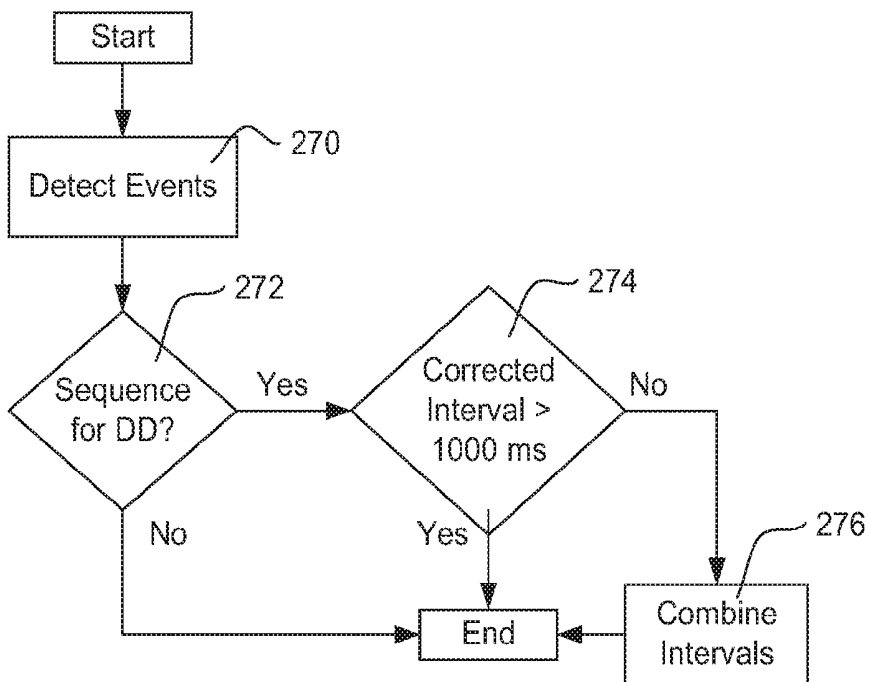 Start
270
Detect Events
272
Sequence
for DD?
Yes
No
274
Corrected
Interval >
1000 ms
No
Yes
276
Combine
Intervals
End